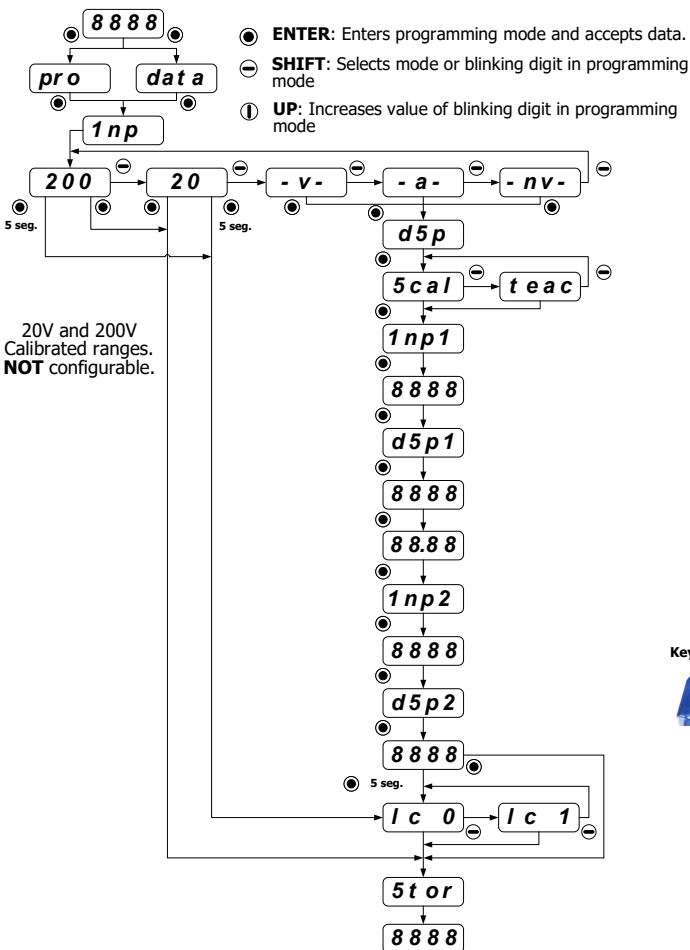 8888
ENTER: Enters programming mode and accepts data.
SHIFT: Selects mode or blinking digit in programming
mode
UP: Increases value of blinking digit in programming
mode
pro
data
1np
200
20
- v -
- a -
- nv -
5 seg.
5 seg.
d5p
5cal
teac
20V and 200V
Calibrated ranges.
NOT configurable.
1np1
8888
d5p1
8888
88.88
1np2
8888
Key
d5p2
8888
5 seg.
lc 0
lc 1
5tor
8888